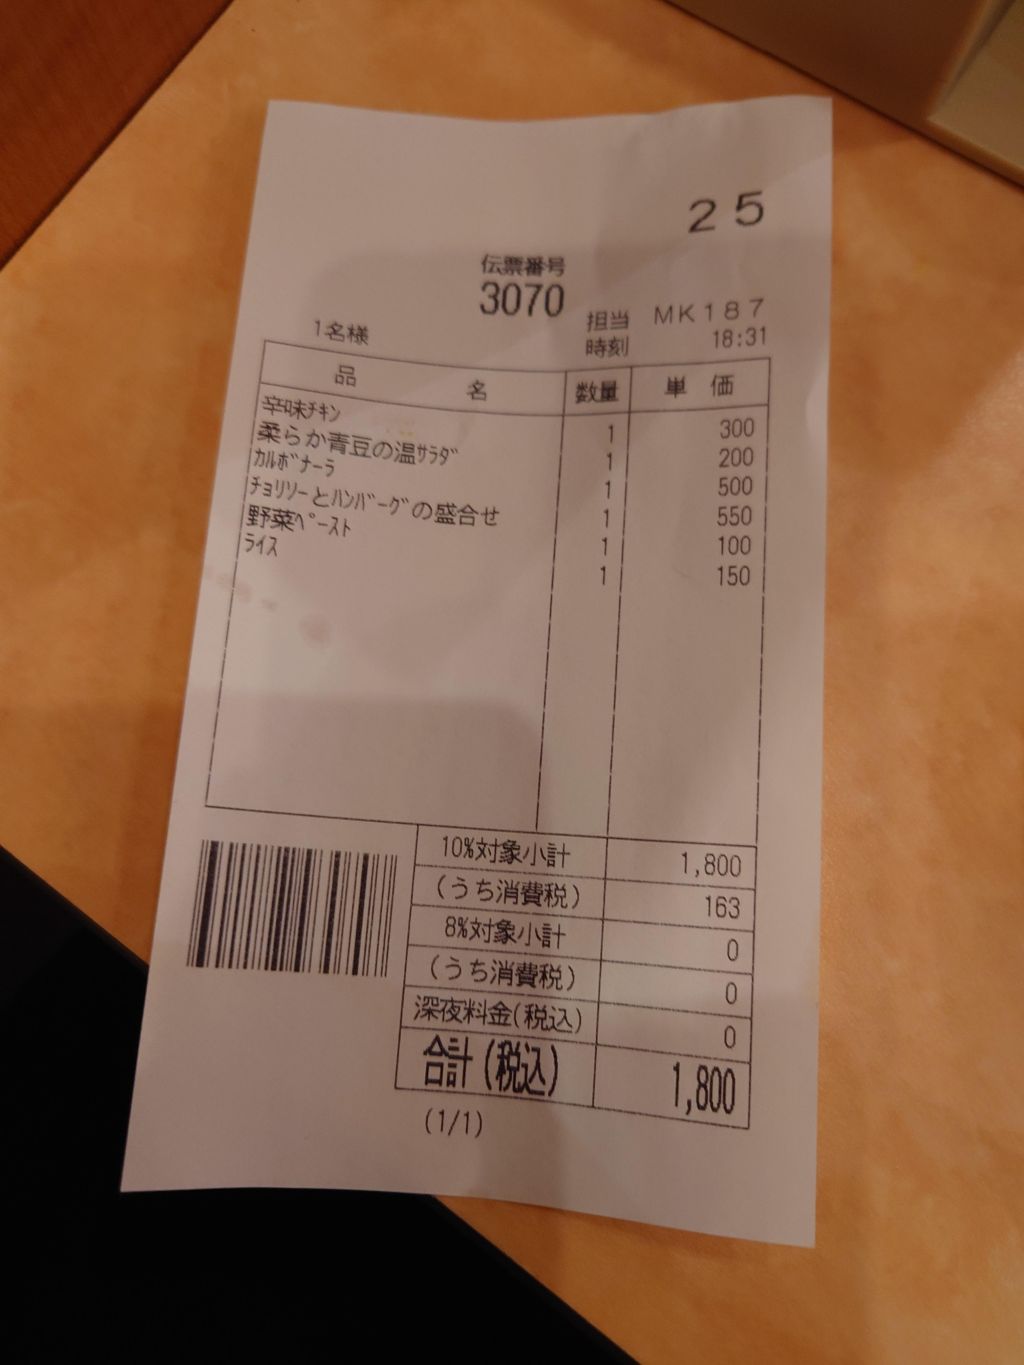 ２５
伝票番号
3070
1名様
担当 ＭＫ１８７
時刻 18:31
品名 数量 単価
辛味ﾁｷﾝ 1 300
柔らか青豆の温ｻﾗﾀﾞ 1 200
ｶﾙﾎﾞﾅｰﾗ 1 500
ﾁｮﾘｿｰとﾊﾝﾊﾞｰｸﾞの盛合せ 1 550
野菜ﾍﾟｰｽﾄ 1 100
ﾗｲｽ 1 150
10%対象小計 1,800
(うち消費税) 163
8%対象小計 0
(うち消費税) 0
深夜料金(税込) 0
合計(税込) 1,800
(1/1)